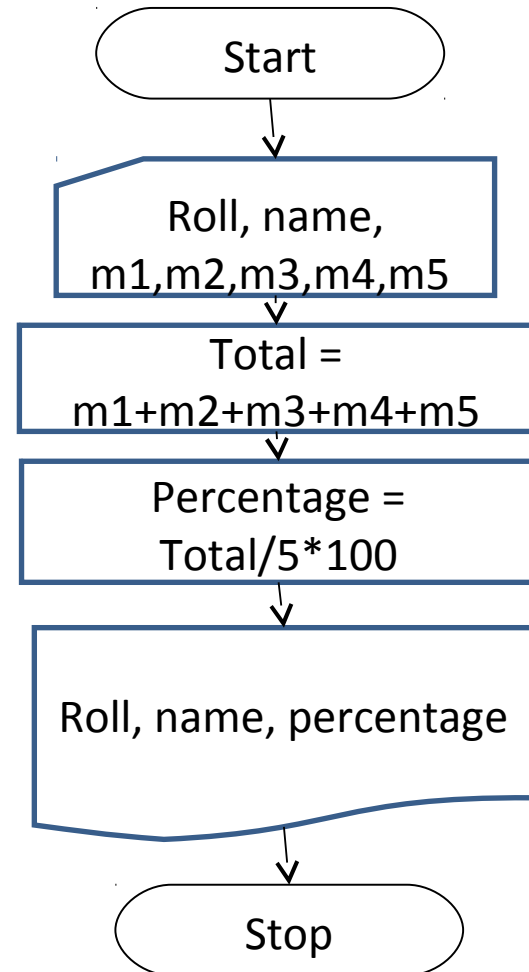 Start
Roll, name,
m1,m2,m3,m4,m5
Total =
m1+m2+m3+m4+m5
Percentage =
Total/5*100
Roll, name, percentage
Stop